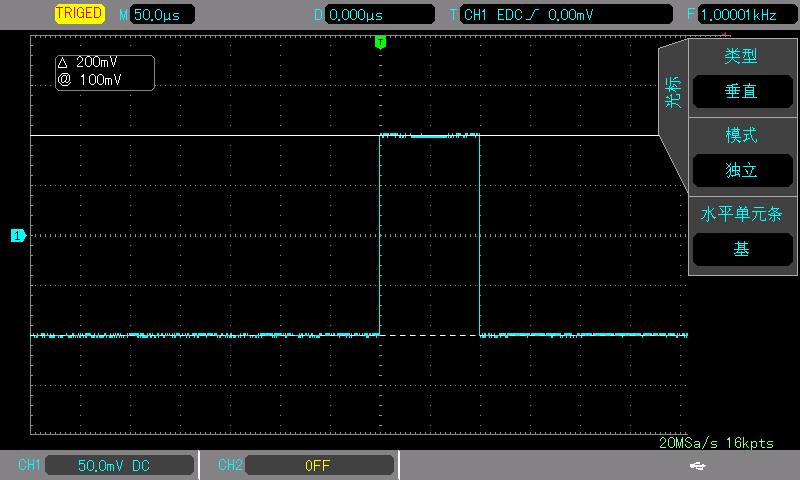 TRIGED M 50.0μs D 0.000μs T CH1 EDC 0.00mV F 1.00001kHz
T
Δ 200mV
@ 100mV
光标
类型
垂直
模式
独立
水平单元条
基
1
20MSa/s 16kpts
CH1 50.0mV DC CH2 OFF